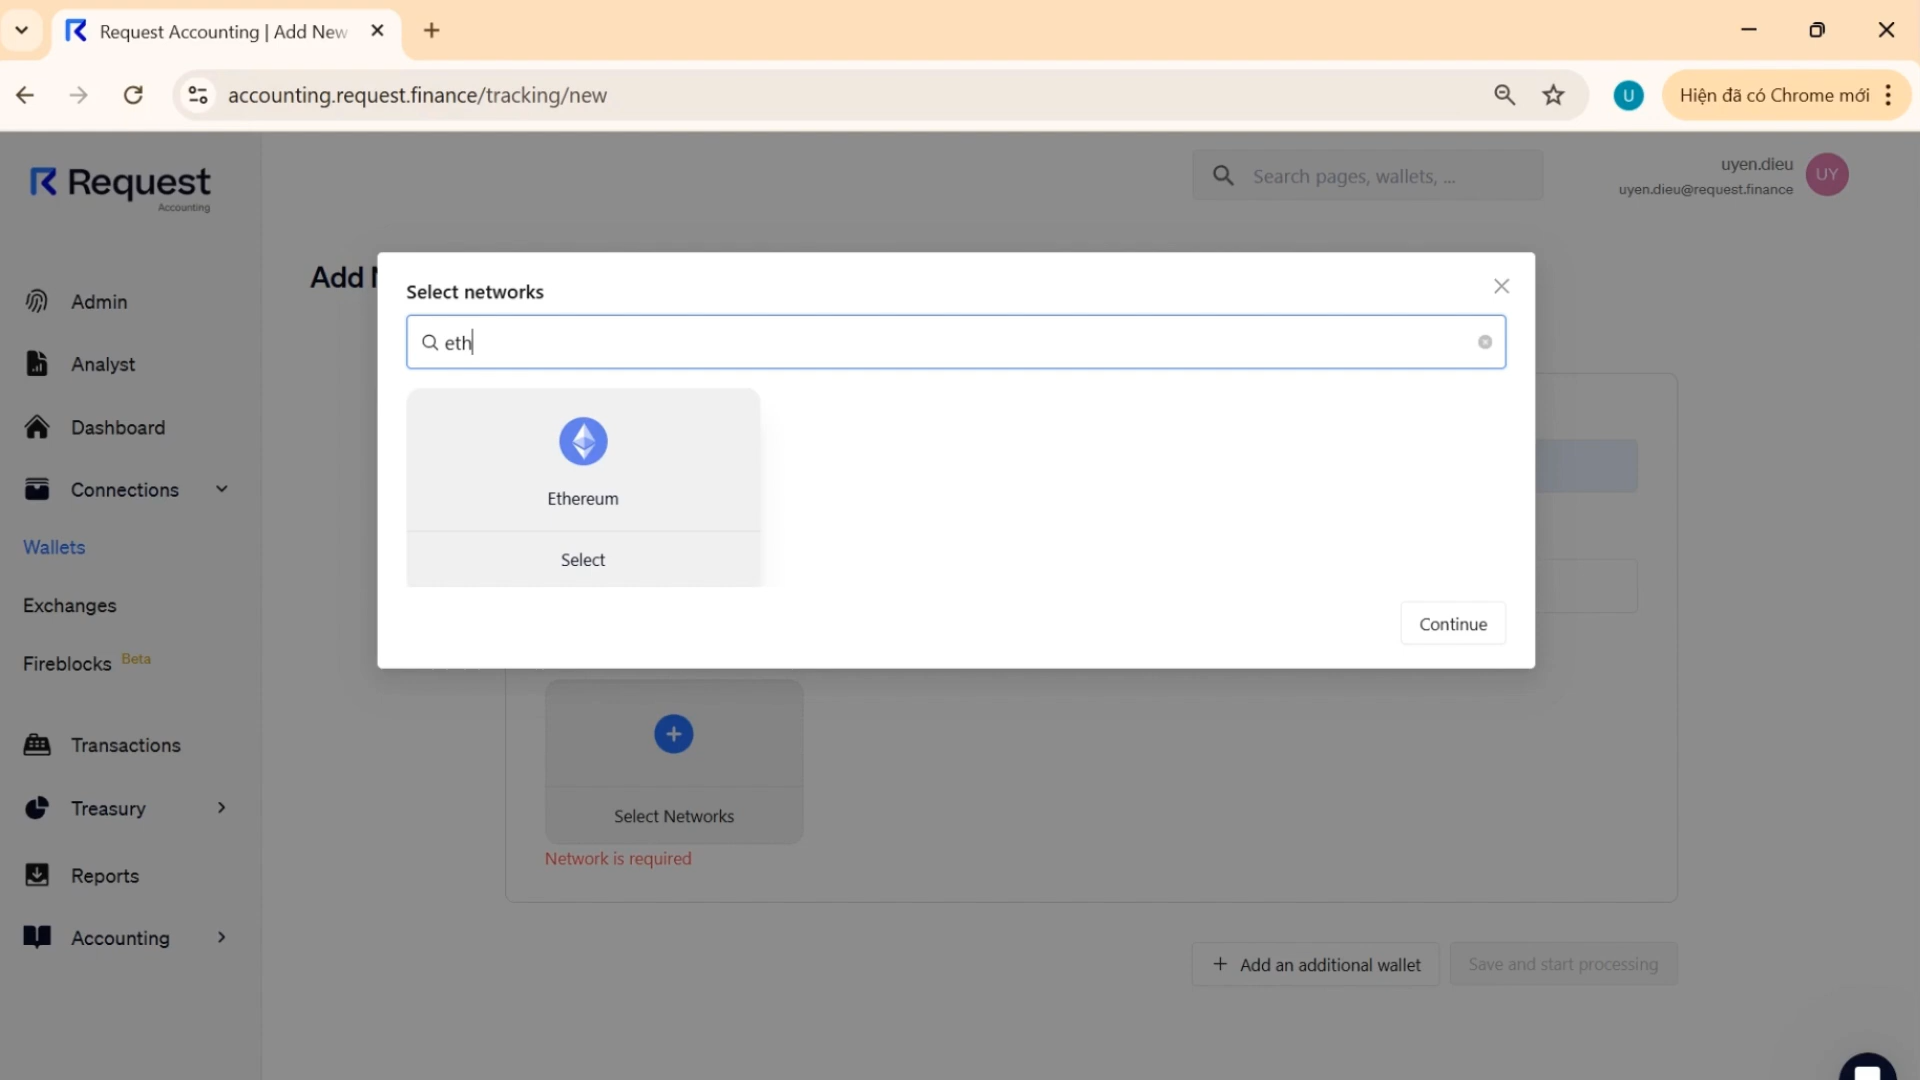 Request Accounting | Add New
accounting.request.finance/tracking/new
U
Hiện đã có Chrome mới
Request
Accounting
Search pages, wallets, ...
uyen.dieu
uyen.dieu@request.finance
UY
Admin
Analyst
Dashboard
Connections
Wallets
Exchanges
Fireblocks Beta
Transactions
Treasury
Reports
Accounting
Add
Select networks
eth
Ethereum
Select
Continue
Select Networks
Network is required
+ Add an additional wallet
Save and start processing